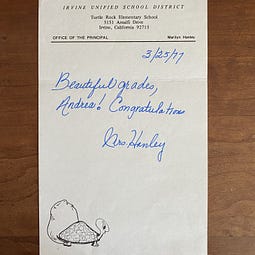 IRVINE UNIFIED SCHOOL DISTRICT
Turtle Rock Elementary School
5151 Amalfi Drive
Irvine, California 92715
OFFICE OF THE PRINCIPAL Marilyn Hanley
3/25/77
Beautiful grades,
Andrea! Congratulations
Mrs. Hanley